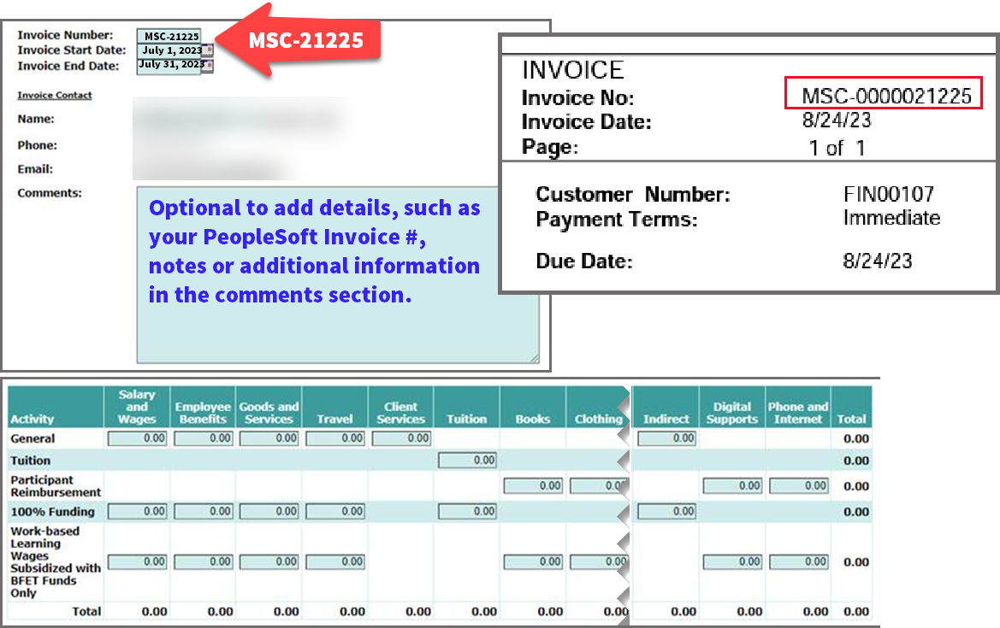 Invoice Number: MSC-21225
Invoice Start Date: July 1, 2023
Invoice End Date: July 31, 2023
MSC-21225
Invoice Contact
Name:
Phone:
Email:
Comments:
Optional to add details, such as
your PeopleSoft Invoice #,
notes or additional information
in the comments section.
INVOICE
Invoice No: MSC-0000021225
Invoice Date: 8/24/23
Page: 1 of 1
Customer Number: FIN00107
Payment Terms: Immediate
Due Date: 8/24/23
Activity Salary and Wages Employee Benefits Goods and Services Travel Client Services Tuition Books Clothing Indirect Digital Supports Phone and Internet Total
General 0.00 0.00 0.00 0.00 0.00 0.00 0.00
Tuition 0.00 0.00
Participant
Reimbursement 0.00 0.00 0.00 0.00 0.00
100% Funding 0.00 0.00 0.00 0.00 0.00 0.00 0.00
Work-based
Learning
Wages
Subsidized with
BFET Funds
Only 0.00 0.00 0.00 0.00 0.00 0.00 0.00 0.00 0.00
Total 0.00 0.00 0.00 0.00 0.00 0.00 0.00 0.00 0.00 0.00 0.00 0.00